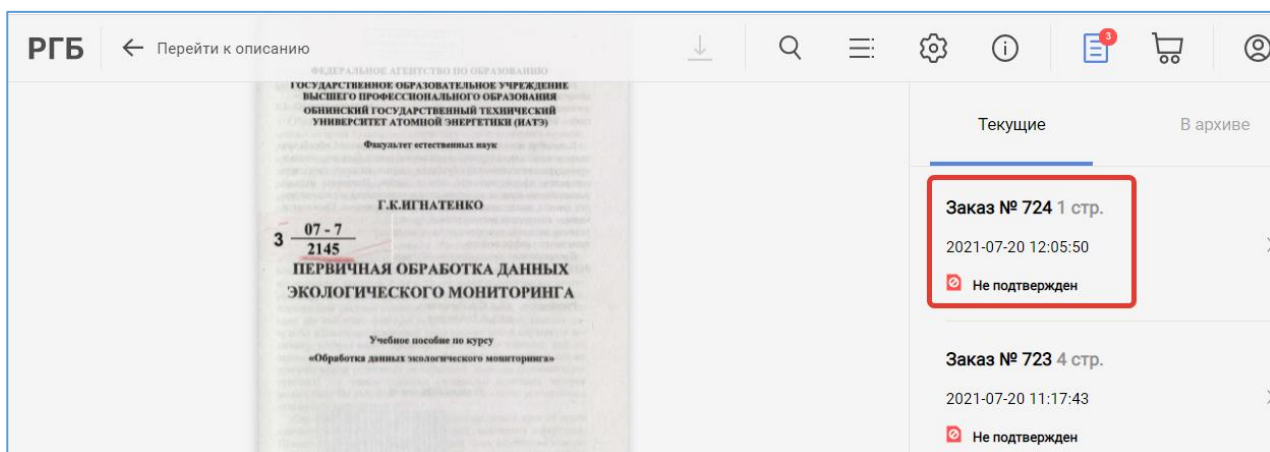 РГБ
Перейти к описанию
3
ФЕДЕРАЛЬНОЕ АГЕНТСТВО ПО ОБРАЗОВАНИЮ
ГОСУДАРСТВЕННОЕ ОБРАЗОВАТЕЛЬНОЕ УЧРЕЖДЕНИЕ
ВЫСШЕГО ПРОФЕССИОНАЛЬНОГО ОБРАЗОВАНИЯ
ОБНИНСКИЙ ГОСУДАРСТВЕННЫЙ ТЕХНИЧЕСКИЙ
УНИВЕРСИТЕТ АТОМНОЙ ЭНЕРГЕТИКИ (ИАТЭ)
Факультет естественных наук
Г.К.ИГНАТЕНКО
3 07 - 7
2145
ПЕРВИЧНАЯ ОБРАБОТКА ДАННЫХ
ЭКОЛОГИЧЕСКОГО МОНИТОРИНГА
Учебное пособие по курсу
«Обработка данных экологического мониторинга»
Текущие
В архиве
Заказ № 724 1 стр.
2021-07-20 12:05:50
Не подтвержден
Заказ № 723 4 стр.
2021-07-20 11:17:43
Не подтвержден